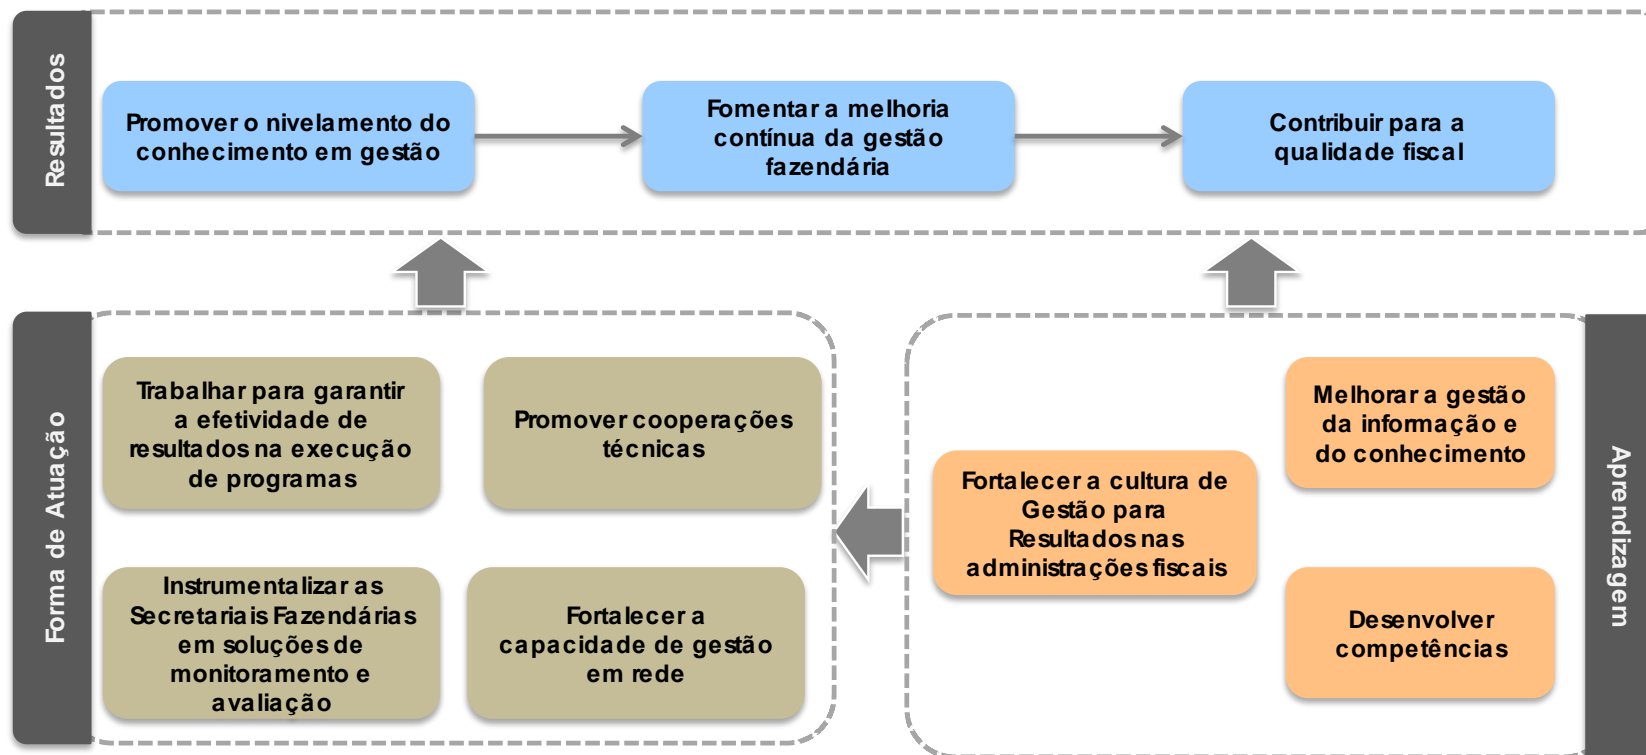 Resultados
Promover o nivelamento do
conhecimento em gestão
Fomentar a melhoria
contínua da gestão
fazendária
Contribuir para a
qualidade fiscal
Forma de Atuação
Trabalhar para garantir
a efetividade de
resultados na execução
de programas
Promover cooperações
técnicas
Instrumentalizar as
Secretariais Fazendárias
em soluções de
monitoramento e
avaliação
Fortalecer a
capacidade de gestão
em rede
Fortalecer a cultura de
Gestão para
Resultados nas
administrações fiscais
Melhorar a gestão
da informação e
do conhecimento
Desenvolver
competências
Aprendizagem